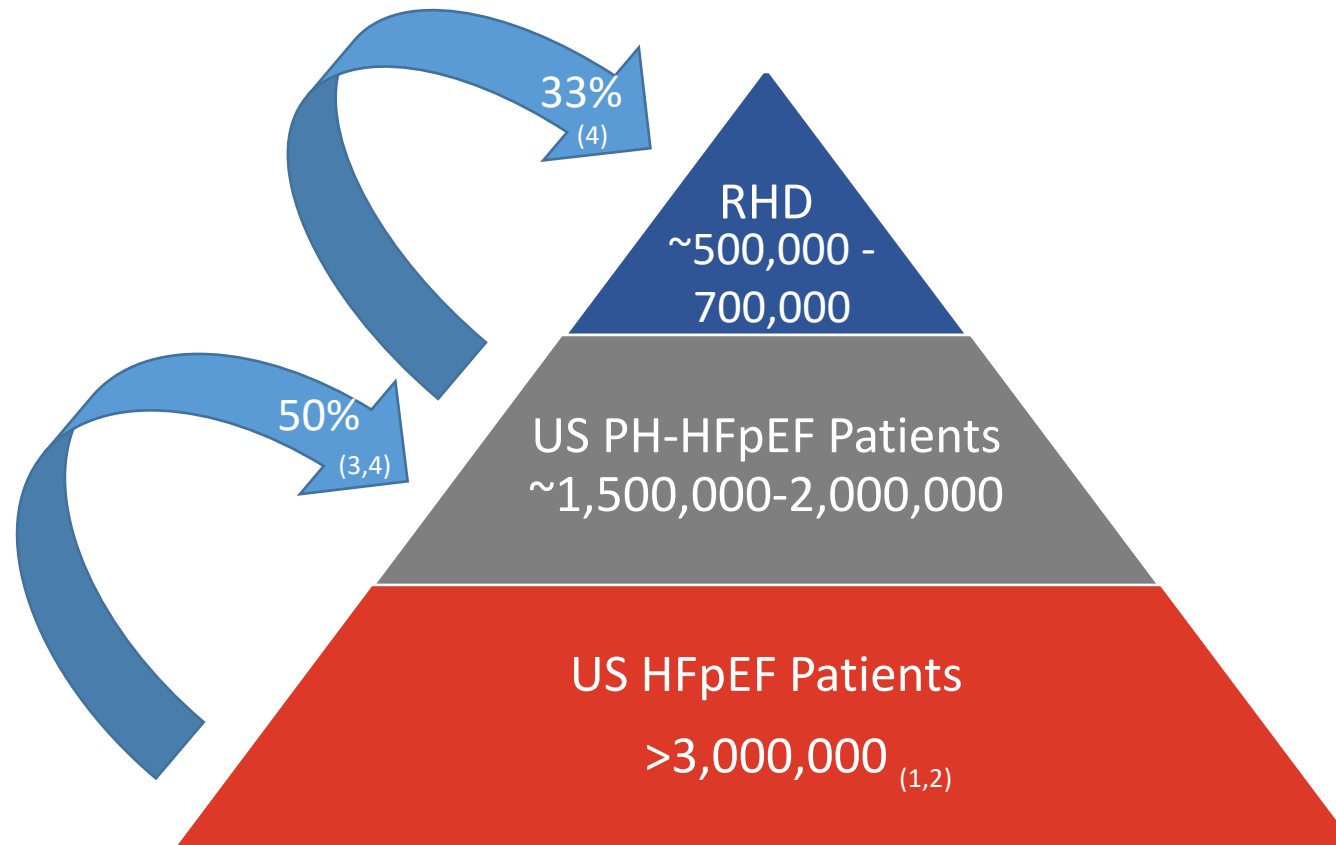 33%
(4)
RHD
~500,000 -
700,000
50%
(3,4)
US PH-HFpEF Patients
~1,500,000-2,000,000
US HFpEF Patients
>3,000,000 (1,2)